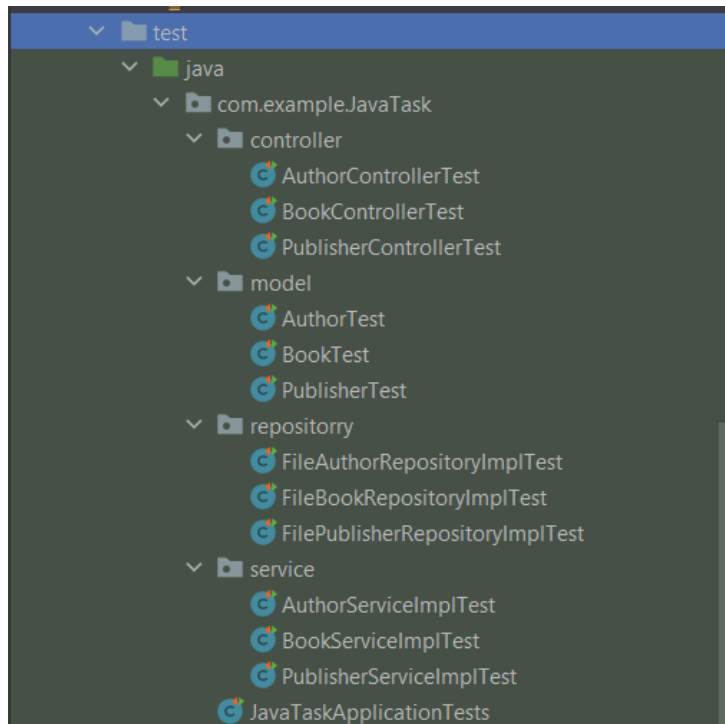 test
java
com.example.JavaTask
controller
AuthorControllerTest
BookControllerTest
PublisherControllerTest
model
AuthorTest
BookTest
PublisherTest
repositorry
FileAuthorRepositoryImplTest
FileBookRepositoryImplTest
FilePublisherRepositoryImplTest
service
AuthorServiceImplTest
BookServiceImplTest
PublisherServiceImplTest
JavaTaskApplicationTests